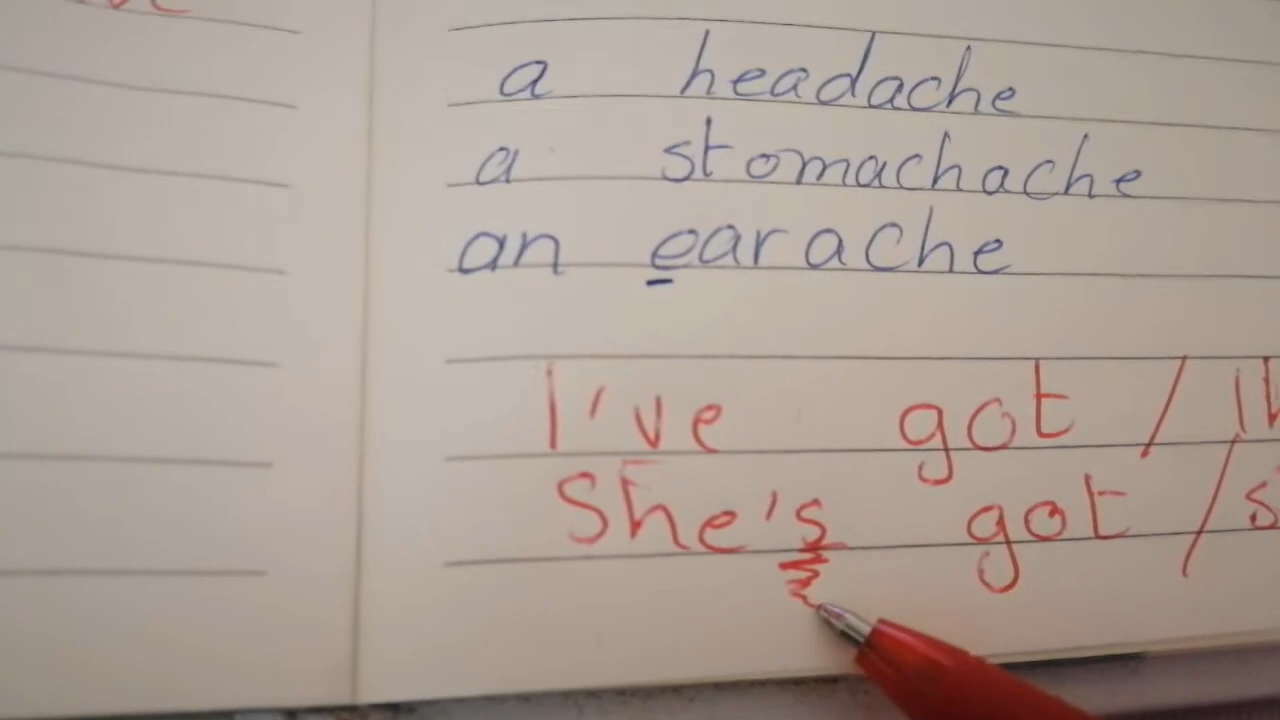 a headache
a stomachache
an earache
I've got /
She's got /